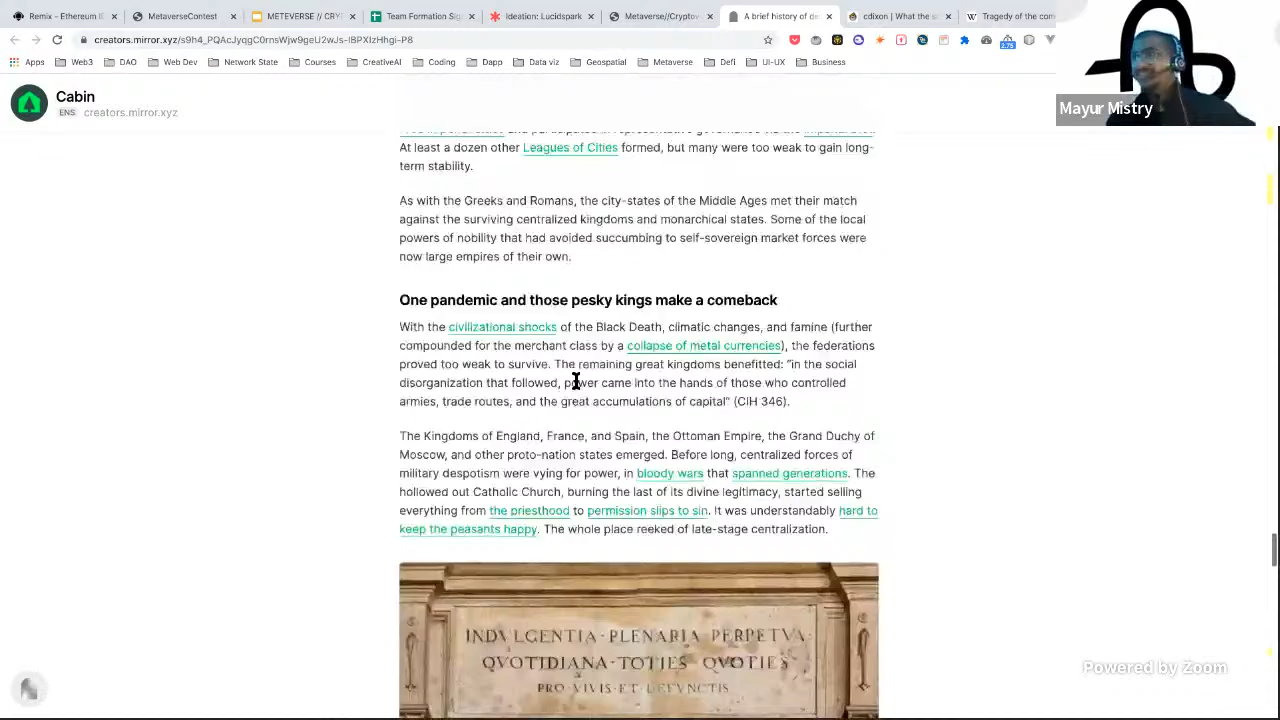 Remix - Ethereum I
MetaverseContest
METEVERSE // CRY
Team Formation Sig
Ideation: Lucidspark
Metaverse//Cryptov
A brief history of de
cdixon | What the sc
Tragedy of the com
creators.mirror.xyz/s9h4_PQAcJyqgC0rnsWjw9geU2wJs-IBPXIzHhgi-P8
2.75
Apps
Web3
DAO
Web Dev
Network State
Courses
CreativeAI
Coding
Dapp
Data viz
Geospatial
Metaverse
Defi
UI-UX
Business
Cabin
ENS creators.mirror.xyz
Mayur Mistry
At least a dozen other Leagues of Cities formed, but many were too weak to gain long-
term stability.
As with the Greeks and Romans, the city-states of the Middle Ages met their match
against the surviving centralized kingdoms and monarchical states. Some of the local
powers of nobility that had avoided succumbing to self-sovereign market forces were
now large empires of their own.
One pandemic and those pesky kings make a comeback
With the civilizational shocks of the Black Death, climatic changes, and famine (further
compounded for the merchant class by a collapse of metal currencies), the federations
proved too weak to survive. The remaining great kingdoms benefitted: "in the social
disorganization that followed, power came into the hands of those who controlled
armies, trade routes, and the great accumulations of capital" (CIH 346).
The Kingdoms of England, France, and Spain, the Ottoman Empire, the Grand Duchy of
Moscow, and other proto-nation states emerged. Before long, centralized forces of
military despotism were vying for power, in bloody wars that spanned generations. The
hollowed out Catholic Church, burning the last of its divine legitimacy, started selling
everything from the priesthood to permission slips to sin. It was understandably hard to
keep the peasants happy. The whole place reeked of late-stage centralization.
INDVLGENTIA·PLENARIA·PERPETVA·
QVOTIDIANA·TOTIES QVOTIES
PRO·VIVIS·ET·DEFVNCTIS
Powered by Zoom